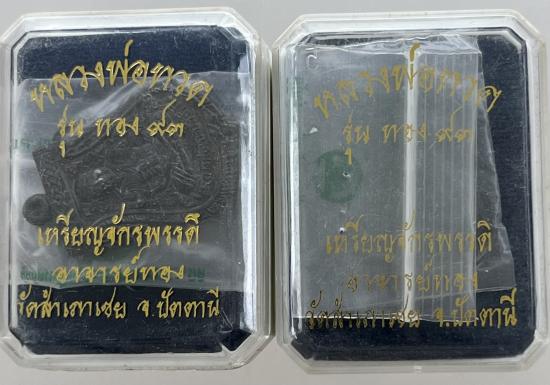 หลวงพ่อทวด
รุ่น ทอง ๙๓
เหรียญจักรพรรดิ
อาจารย์ทอง
วัดสำเภาเชย จ.ปัตตานี
หลวงพ่อทวด
รุ่น ทอง ๙๓
เหรียญจักรพรรดิ
อาจารย์ทอง
วัดสำเภาเชย จ.ปัตตานี